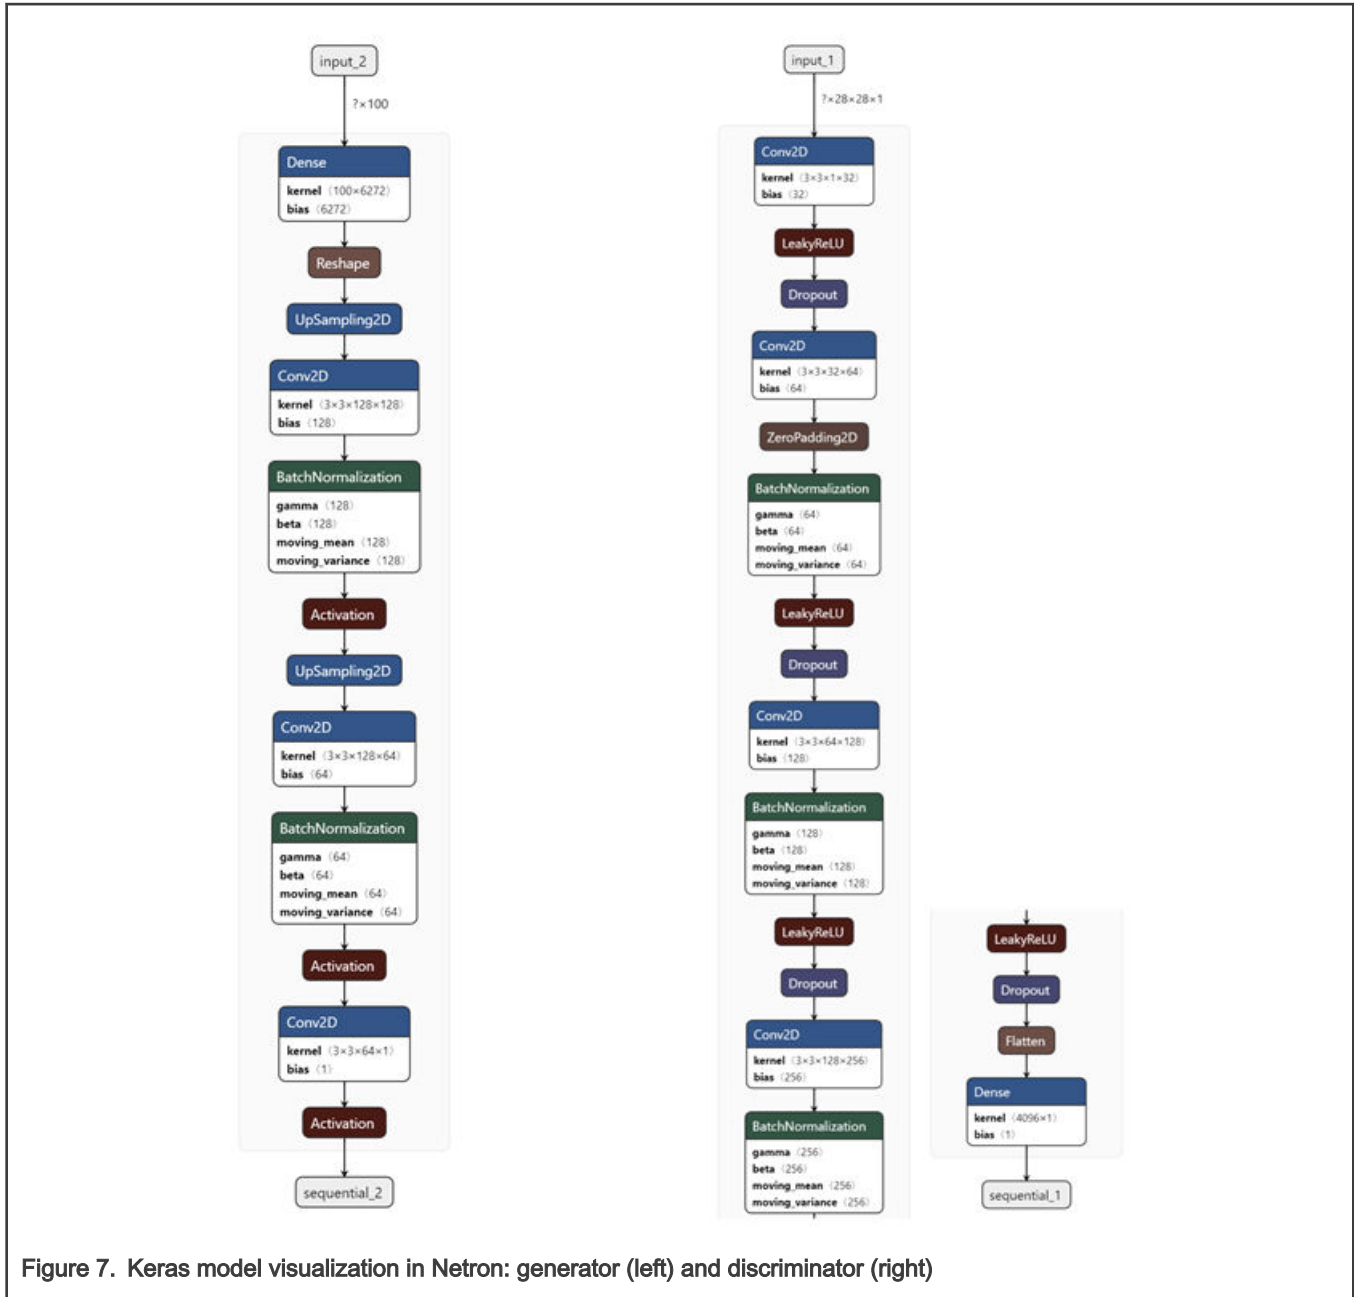 input_2
?×100
Dense
kernel (100×6272)
bias (6272)
Reshape
UpSampling2D
Conv2D
kernel (3×3×128×128)
bias (128)
BatchNormalization
gamma (128)
beta (128)
moving_mean (128)
moving_variance (128)
Activation
UpSampling2D
Conv2D
kernel (3×3×128×64)
bias (64)
BatchNormalization
gamma (64)
beta (64)
moving_mean (64)
moving_variance (64)
Activation
Conv2D
kernel (3×3×64×1)
bias (1)
Activation
sequential_2
input_1
?×28×28×1
Conv2D
kernel (3×3×1×32)
bias (32)
LeakyReLU
Dropout
Conv2D
kernel (3×3×32×64)
bias (64)
ZeroPadding2D
BatchNormalization
gamma (64)
beta (64)
moving_mean (64)
moving_variance (64)
LeakyReLU
Dropout
Conv2D
kernel (3×3×64×128)
bias (128)
BatchNormalization
gamma (128)
beta (128)
moving_mean (128)
moving_variance (128)
LeakyReLU
Dropout
Conv2D
kernel (3×3×128×256)
bias (256)
BatchNormalization
gamma (256)
beta (256)
moving_mean (256)
moving_variance (256)
LeakyReLU
Dropout
Flatten
Dense
kernel (4096×1)
bias (1)
sequential_1
Figure 7. Keras model visualization in Netron: generator (left) and discriminator (right)